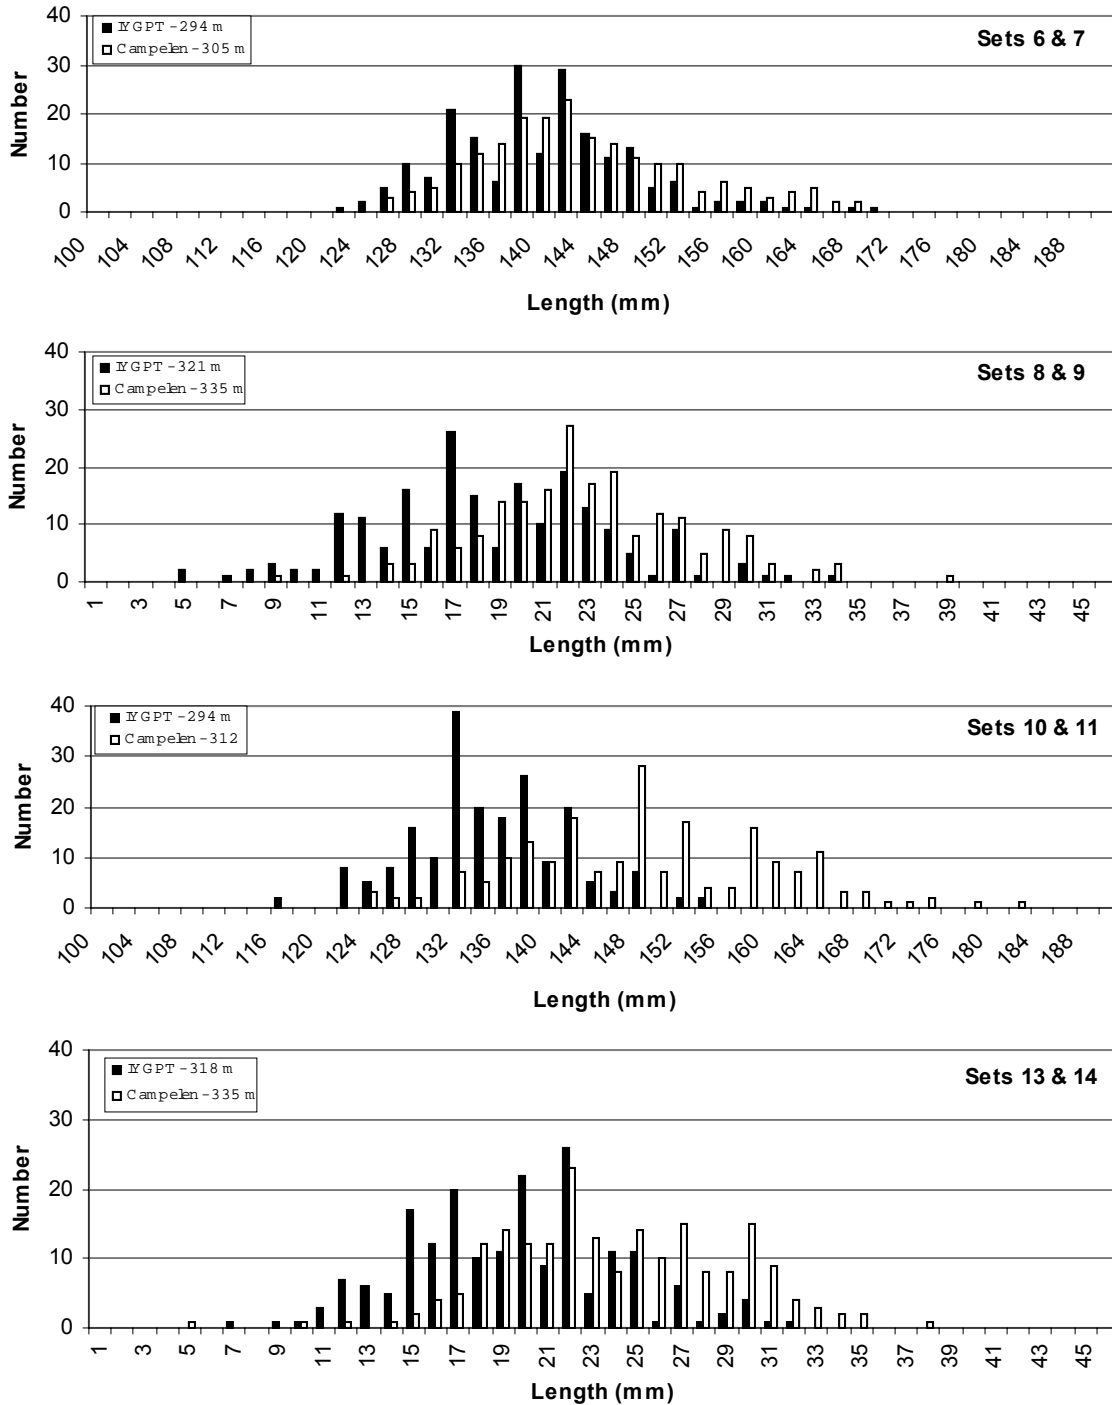 40
30
20
10
0
Number
IYGPT - 294 m
Campelen - 305 m
Sets 6 & 7
100 104 108 112 116 120 124 128 132 136 140 144 148 152 156 160 164 168 172 176 180 184 188
Length (mm)
40
30
20
10
0
Number
IYGPT - 321 m
Campelen - 335 m
Sets 8 & 9
1 3 5 7 9 11 13 15 17 19 21 23 25 27 29 31 33 35 37 39 41 43 45
Length (mm)
40
30
20
10
0
Number
IYGPT - 294 m
Campelen - 312
Sets 10 & 11
100 104 108 112 116 120 124 128 132 136 140 144 148 152 156 160 164 168 172 176 180 184 188
Length (mm)
40
30
20
10
0
Number
IYGPT - 318 m
Campelen - 335 m
Sets 13 & 14
1 3 5 7 9 11 13 15 17 19 21 23 25 27 29 31 33 35 37 39 41 43 45
Length (mm)